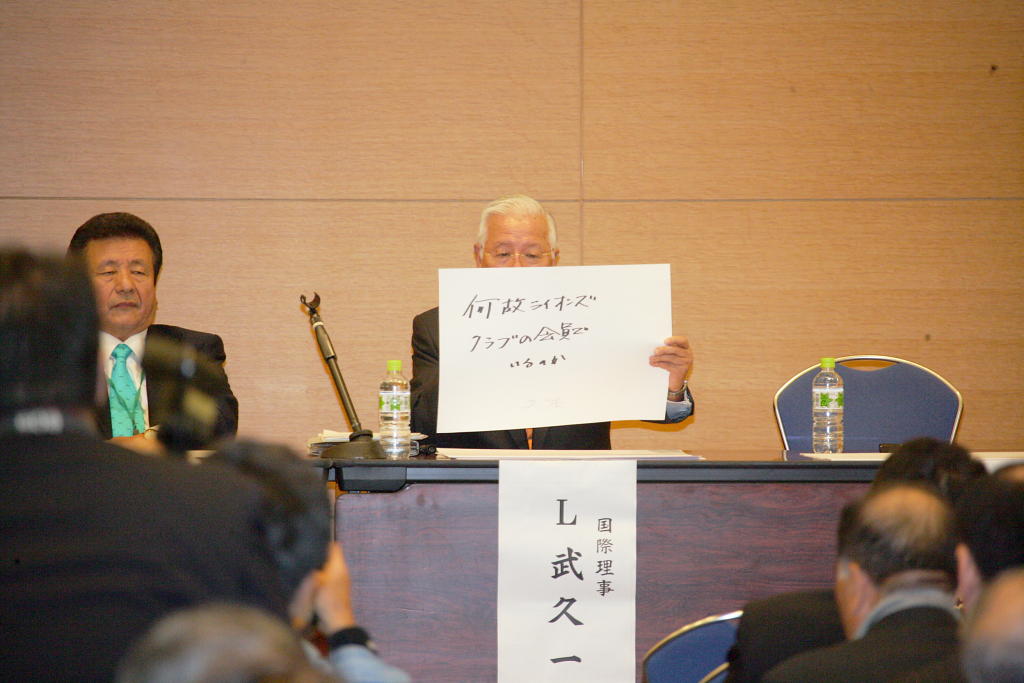 何故ライオンズ
クラブの会員で
いるのか
国際理事
L 武久一